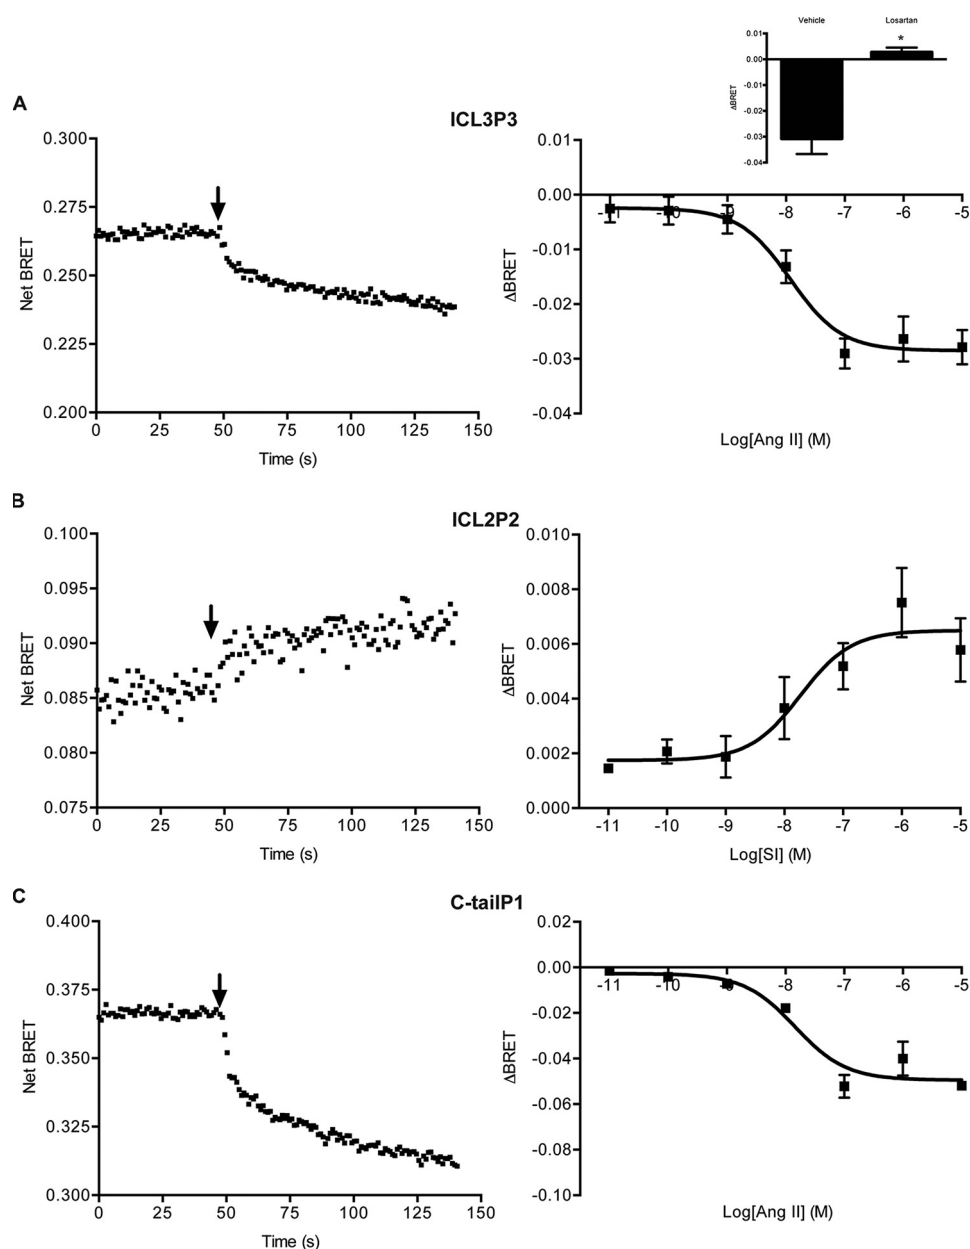 Vehicle Losartan
0.01
*
0.00
-0.01
-0.02
-0.03
-0.04
ΔBRET
A
ICL3P3
0.300
0.275
0.250
0.225
0.200
Net BRET
0 25 50 75 100 125 150
Time (s)
0.01
0.00
-0.01
-0.02
-0.03
-0.04
ΔBRET
-11 -10 -9 -8 -7 -6 -5
Log[Ang II] (M)
B
ICL2P2
0.100
0.095
0.090
0.085
0.080
0.075
Net BRET
0 25 50 75 100 125 150
Time (s)
0.010
0.008
0.006
0.004
0.002
0.000
ΔBRET
-11 -10 -9 -8 -7 -6 -5
Log[SI] (M)
C
C-tailP1
0.400
0.375
0.350
0.325
0.300
Net BRET
0 25 50 75 100 125 150
Time (s)
0.02
0.00
-0.02
-0.04
-0.06
-0.08
-0.10
ΔBRET
-11 -10 -9 -8 -7 -6 -5
Log[Ang II] (M)